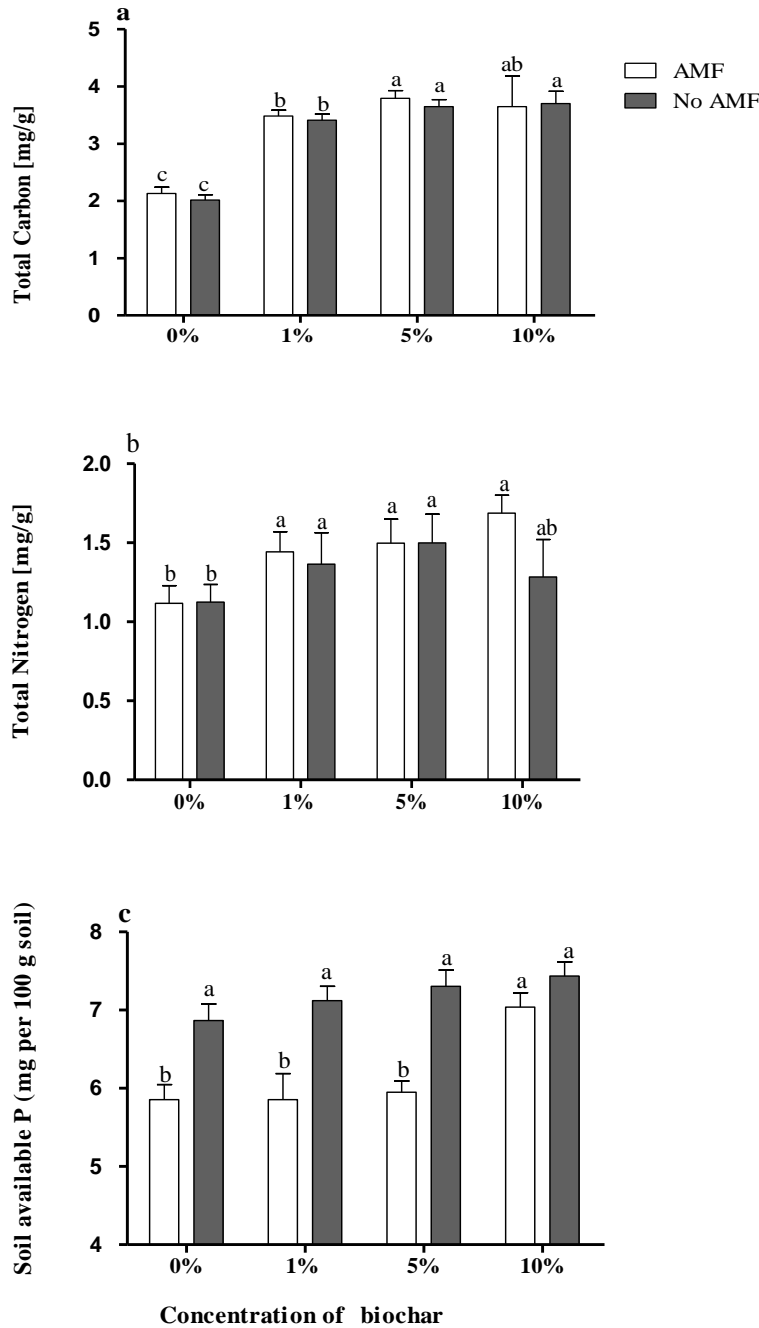 a
5
4
3
2
1
0
Total Carbon [mg/g]
c c b b a a ab a
AMF
No AMF
0% 1% 5% 10%
b
2.0
1.5
1.0
0.5
0.0
Total Nitrogen [mg/g]
b b a a a a a ab
0% 1% 5% 10%
c
8
7
6
5
4
Soil available P (mg per 100 g soil)
b a b a b a a a
0% 1% 5% 10%
Concentration of biochar